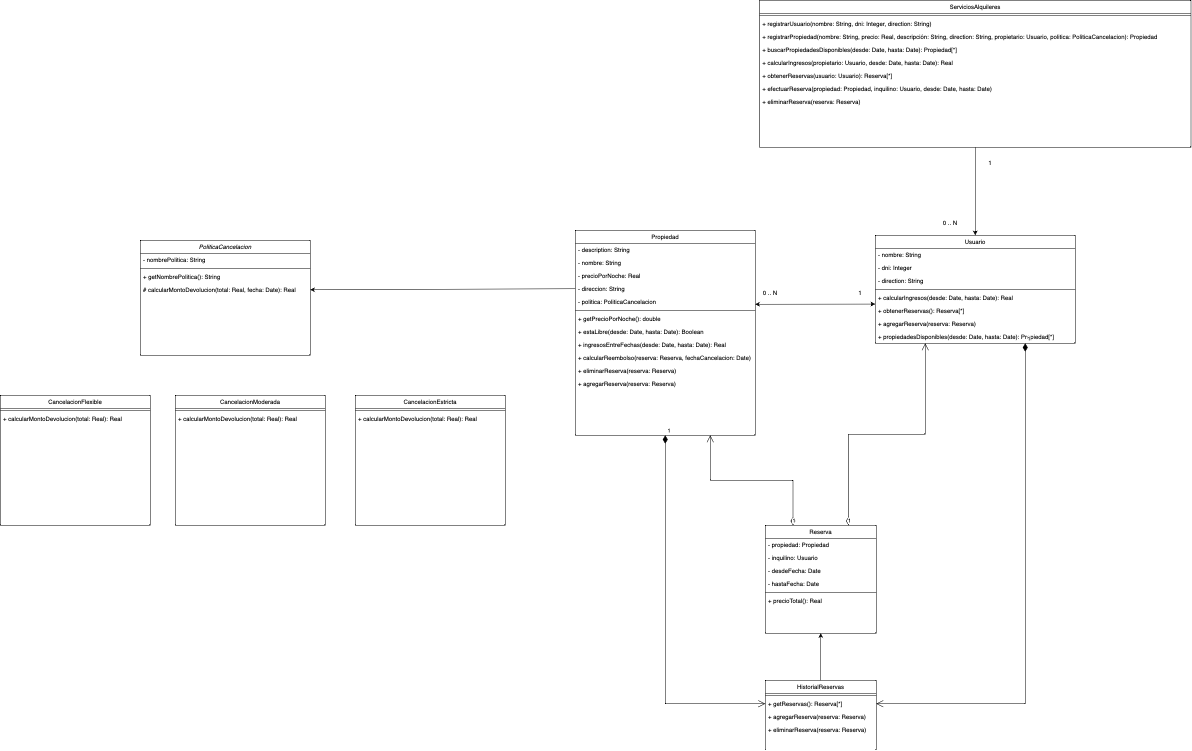 ServiciosAlquileres
+ registrarUsuario(nombre: String, dni: Integer, direction: String)
+ registrarPropiedad(nombre: String, precio: Real, descripción: String, direction: String, propietario: Usuario, politica: PoliticaCancelacion): Propiedad
+ buscarPropiedadesDisponibles(desde: Date, hasta: Date): Propiedad[*]
+ calcularIngresos(propietario: Usuario, desde: Date, hasta: Date): Real
+ obtenerReservas(usuario: Usuario): Reserva[*]
+ efectuarReserva(propiedad: Propiedad, inquilino: Usuario, desde: Date, hasta: Date)
+ eliminarReserva(reserva: Reserva)
1
0 .. N
PoliticaCancelacion
- nombrePolitica: String
+ getNombrePolitica(): String
# calcularMontoDevolucion(total: Real, fecha: Date): Real
Propiedad
- description: String
- nombre: String
- precioPorNoche: Real
- direccion: String
- politica: PoliticaCancelacion
+ getPrecioPorNoche(): double
+ estaLibre(desde: Date, hasta: Date): Boolean
+ ingresosEntreFechas(desde: Date, hasta: Date): Real
+ calcularReembolso(reserva: Reserva, fechaCancelacion: Date)
+ eliminarReserva(reserva: Reserva)
+ agregarReserva(reserva: Reserva)
1
0 .. N
1
Usuario
- nombre: String
- dni: Integer
- direction: String
+ calcularIngresos(desde: Date, hasta: Date): Real
+ obtenerReservas(): Reserva[*]
+ agregarReserva(reserva: Reserva)
+ propiedadesDisponibles(desde: Date, hasta: Date): Propiedad[*]
1
CancelacionFlexible
+ calcularMontoDevolucion(total: Real): Real
CancelacionModerada
+ calcularMontoDevolucion(total: Real): Real
CancelacionEstricta
+ calcularMontoDevolucion(total: Real): Real
1
1
Reserva
- propiedad: Propiedad
- inquilino: Usuario
- desdeFecha: Date
- hastaFecha: Date
+ precioTotal(): Real
HistorialReservas
+ getReservas(): Reserva[*]
+ agregarReserva(reserva: Reserva)
+ eliminarReserva(reserva: Reserva)